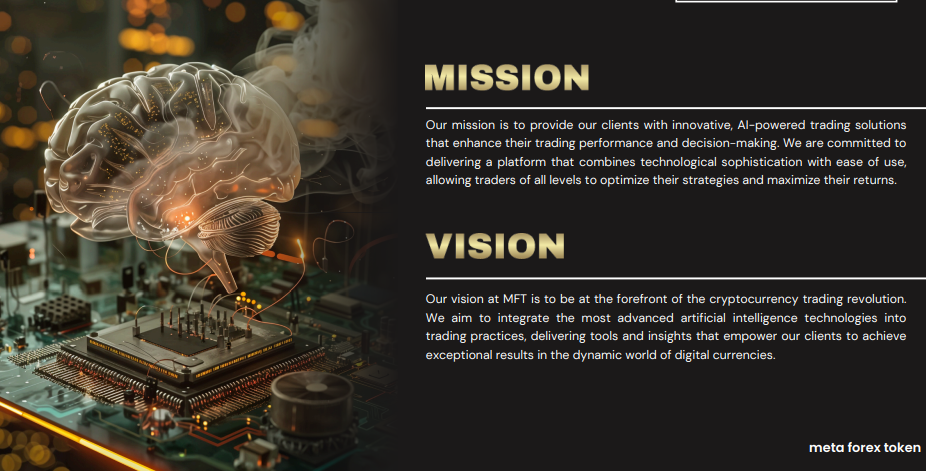 MISSION
Our mission is to provide our clients with innovative, AI-powered trading solutions
that enhance their trading performance and decision-making. We are committed to
delivering a platform that combines technological sophistication with ease of use,
allowing traders of all levels to optimize their strategies and maximize their returns.
VISION
Our vision at MFT is to be at the forefront of the cryptocurrency trading revolution.
We aim to integrate the most advanced artificial intelligence technologies into
trading practices, delivering tools and insights that empower our clients to achieve
exceptional results in the dynamic world of digital currencies.
meta forex token